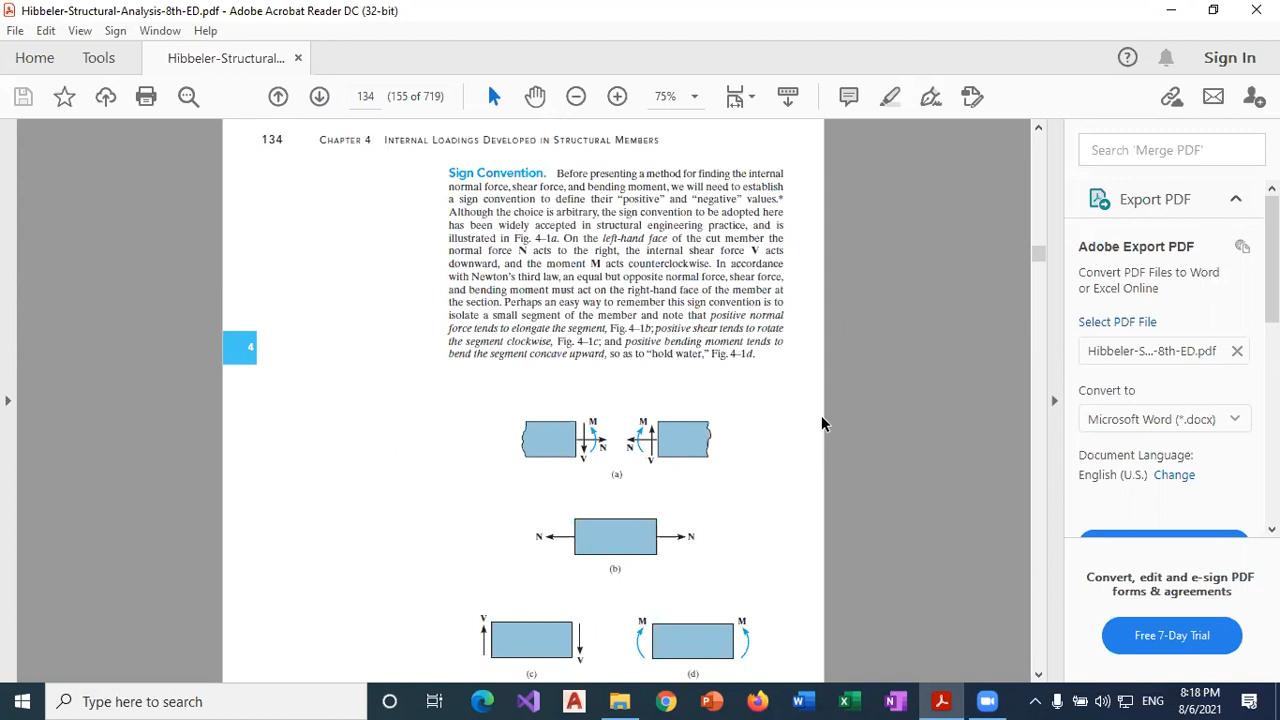 Hibbeler-Structural-Analysis-8th-ED.pdf - Adobe Acrobat Reader DC (32-bit)
File Edit View Sign Window Help
Home Tools Hibbeler-Structural... × Sign In
134 (155 of 719) 75%
134 CHAPTER 4 INTERNAL LOADINGS DEVELOPED IN STRUCTURAL MEMBERS
Sign Convention. Before presenting a method for finding the internal
normal force, shear force, and bending moment, we will need to establish
a sign convention to define their “positive” and “negative” values.*
Although the choice is arbitrary, the sign convention to be adopted here
has been widely accepted in structural engineering practice, and is
illustrated in Fig. 4–1a. On the left-hand face of the cut member the
normal force N acts to the right, the internal shear force V acts
downward, and the moment M acts counterclockwise. In accordance
with Newton's third law, an equal but opposite normal force, shear force,
and bending moment must act on the right-hand face of the member at
the section. Perhaps an easy way to remember this sign convention is to
isolate a small segment of the member and note that positive normal
force tends to elongate the segment, Fig. 4–1b; positive shear tends to rotate
the segment clockwise, Fig. 4–1c; and positive bending moment tends to
bend the segment concave upward, so as to “hold water,” Fig. 4–1d.
4
M M
N N
V V
(a)
N N
(b)
V M M
V
(c) (d)
Search 'Merge PDF'
Export PDF
Adobe Export PDF
Convert PDF Files to Word
or Excel Online
Select PDF File
Hibbeler-S...-8th-ED.pdf
Convert to
Microsoft Word (*.docx)
Document Language:
English (U.S.) Change
Convert, edit and e-sign PDF
forms & agreements
Free 7-Day Trial
Type here to search
ENG
8:18 PM
8/6/2021